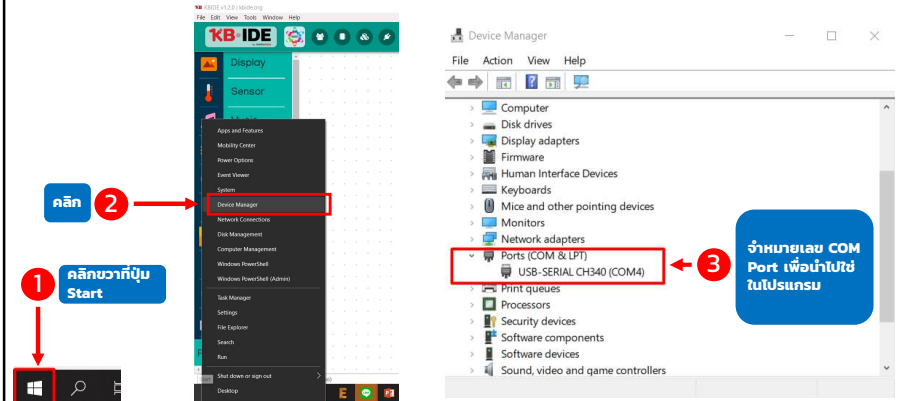 KB KBIDE v1.2.0 | kbide.org
File Edit View Tools Window Help
KB IDE
Display
Sensor
Apps and Features
Mobility Center
Power Options
Event Viewer
System
Device Manager
Network Connections
Disk Management
Computer Management
Windows PowerShell
Windows PowerShell (Admin)
Task Manager
Settings
File Explorer
Search
Run
Shut down or sign out
Desktop
คลิก
2
1
คลิกขวาที่ปุ่ม
Start
Device Manager
File Action View Help
Computer
Disk drives
Display adapters
Firmware
Human Interface Devices
Keyboards
Mice and other pointing devices
Monitors
Network adapters
Ports (COM & LPT)
USB-SERIAL CH340 (COM4)
Print queues
Processors
Security devices
Software components
Software devices
Sound, video and game controllers
3
จำหมายเลข COM
Port เพื่อนำไปใช้
ในโปรแกรม